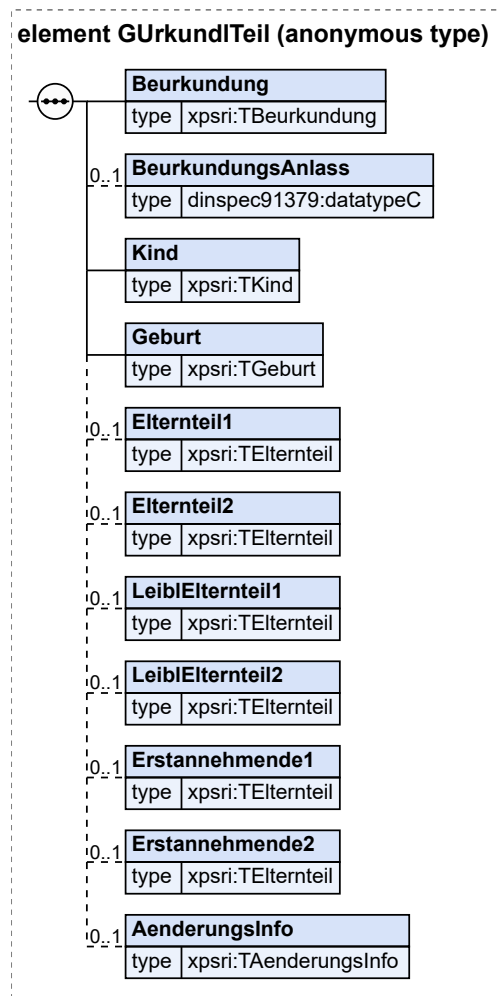 element GUrkundlTeil (anonymous type)
Beurkundung
type xpsri:TBeurkundung
0..1 BeurkundungsAnlass
type dinspec91379:datatypeC
Kind
type xpsri:TKind
Geburt
type xpsri:TGeburt
0..1 Elternteil1
type xpsri:TElternteil
0..1 Elternteil2
type xpsri:TElternteil
0..1 LeiblElternteil1
type xpsri:TElternteil
0..1 LeiblElternteil2
type xpsri:TElternteil
0..1 Erstannehmende1
type xpsri:TElternteil
0..1 Erstannehmende2
type xpsri:TElternteil
0..1 AenderungsInfo
type xpsri:TAenderungsInfo